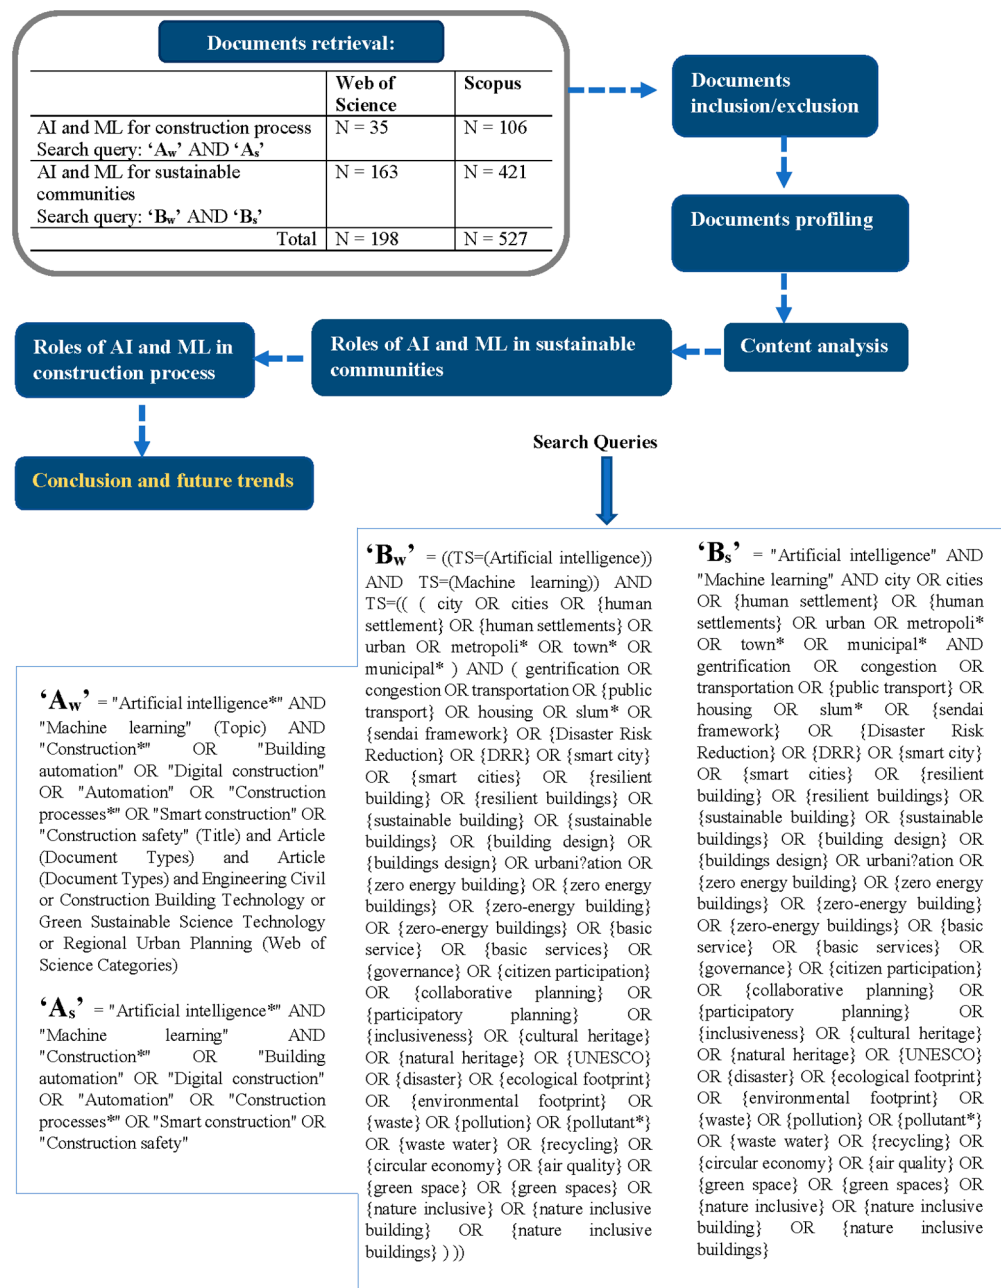 Documents retrieval:
Web of Science
Scopus
AI and ML for construction process
Search query: ‘Aw’ AND ‘As’
N = 35
N = 106
AI and ML for sustainable
communities
Search query: ‘Bw’ AND ‘Bs’
N = 163
N = 421
Total
N = 198
N = 527
Documents
inclusion/exclusion
Documents profiling
Content analysis
Roles of AI and ML in sustainable
communities
Roles of AI and ML in
construction process
Conclusion and future trends
Search Queries
‘Aw’ = "Artificial intelligence*" AND
"Machine learning" (Topic) AND
"Construction*" OR "Building
automation" OR "Digital construction"
OR "Automation" OR "Construction
processes*" OR "Smart construction" OR
"Construction safety" (Title) and Article
(Document Types) and Article
(Document Types) and Engineering Civil
or Construction Building Technology or
Green Sustainable Science Technology
or Regional Urban Planning (Web of
Science Categories)
‘As’ = "Artificial intelligence*" AND
"Machine learning" AND
"Construction*" OR "Building
automation" OR "Digital construction"
OR "Automation" OR "Construction
processes*" OR "Smart construction" OR
"Construction safety"
‘Bw’ = ((TS=(Artificial intelligence))
AND TS=(Machine learning)) AND
TS=(( ( city OR cities OR {human
settlement} OR {human settlements} OR
urban OR metropoli* OR town* OR
municipal* ) AND ( gentrification OR
congestion OR transportation OR {public
transport} OR housing OR slum* OR
{sendai framework} OR {Disaster Risk
Reduction} OR {DRR} OR {smart city}
OR {smart cities} OR {resilient
building} OR {resilient buildings} OR
{sustainable building} OR {sustainable
buildings} OR {building design} OR
{buildings design} OR urbani?ation OR
{zero energy building} OR {zero energy
buildings} OR {zero-energy building}
OR {zero-energy buildings} OR {basic
service} OR {basic services} OR
{governance} OR {citizen participation}
OR {collaborative planning} OR
{participatory planning} OR
{inclusiveness} OR {cultural heritage}
OR {natural heritage} OR {UNESCO}
OR {disaster} OR {ecological footprint}
OR {environmental footprint} OR
{waste} OR {pollution} OR {pollutant*}
OR {waste water} OR {recycling} OR
{circular economy} OR {air quality} OR
{green space} OR {green spaces} OR
{nature inclusive} OR {nature inclusive
building} OR {nature inclusive
buildings} ) ))
‘Bs’ = "Artificial intelligence" AND
"Machine learning" AND city OR cities
OR {human settlement} OR {human
settlements} OR urban OR metropoli*
OR town* OR municipal* AND
gentrification OR congestion OR
transportation OR {public transport} OR
housing OR slum* OR {sendai
framework} OR {Disaster Risk
Reduction} OR {DRR} OR {smart city}
OR {smart cities} OR {resilient
building} OR {resilient buildings} OR
{sustainable building} OR {sustainable
buildings} OR {building design} OR
{buildings design} OR urbani?ation OR
{zero energy building} OR {zero energy
buildings} OR {zero-energy building}
OR {zero-energy buildings} OR {basic
service} OR {basic services} OR
{governance} OR {citizen participation}
OR {collaborative planning} OR
{participatory planning} OR
{inclusiveness} OR {cultural heritage}
OR {natural heritage} OR {UNESCO}
OR {disaster} OR {ecological footprint}
OR {environmental footprint} OR
{waste} OR {pollution} OR {pollutant*}
OR {waste water} OR {recycling} OR
{circular economy} OR {air quality} OR
{green space} OR {green spaces} OR
{nature inclusive} OR {nature inclusive
building} OR {nature inclusive
buildings}